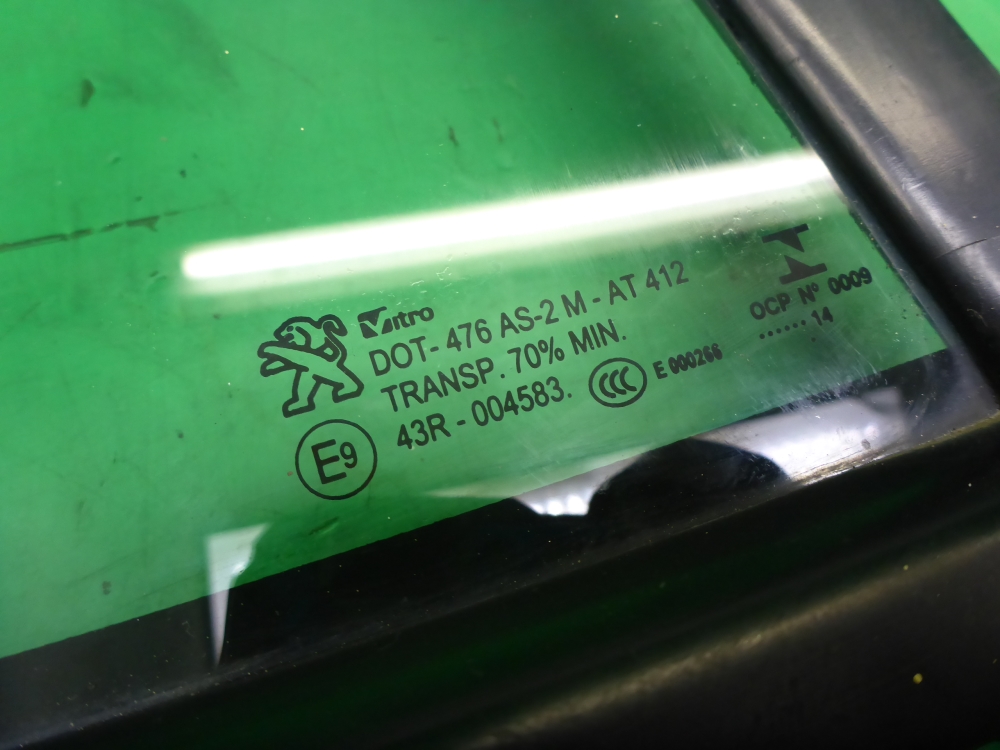 Vitro
DOT- 476 AS-2 M - AT 412
TRANSP. 70% MIN.
43R - 004583.
CCC E 000266
E9
OCP Nº 0009
...... 14
.